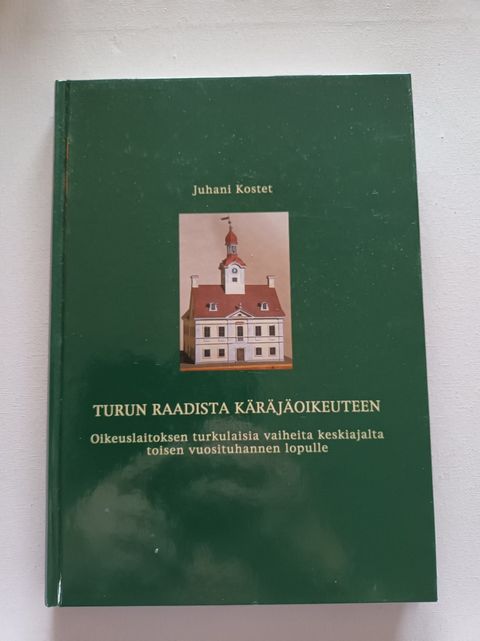 Juhani Kostet
TURUN RAADISTA KÄRÄJÄOIKEUTEEN
Oikeuslaitoksen turkulaisia vaiheita keskiajalta
toisen vuosituhannen lopulle